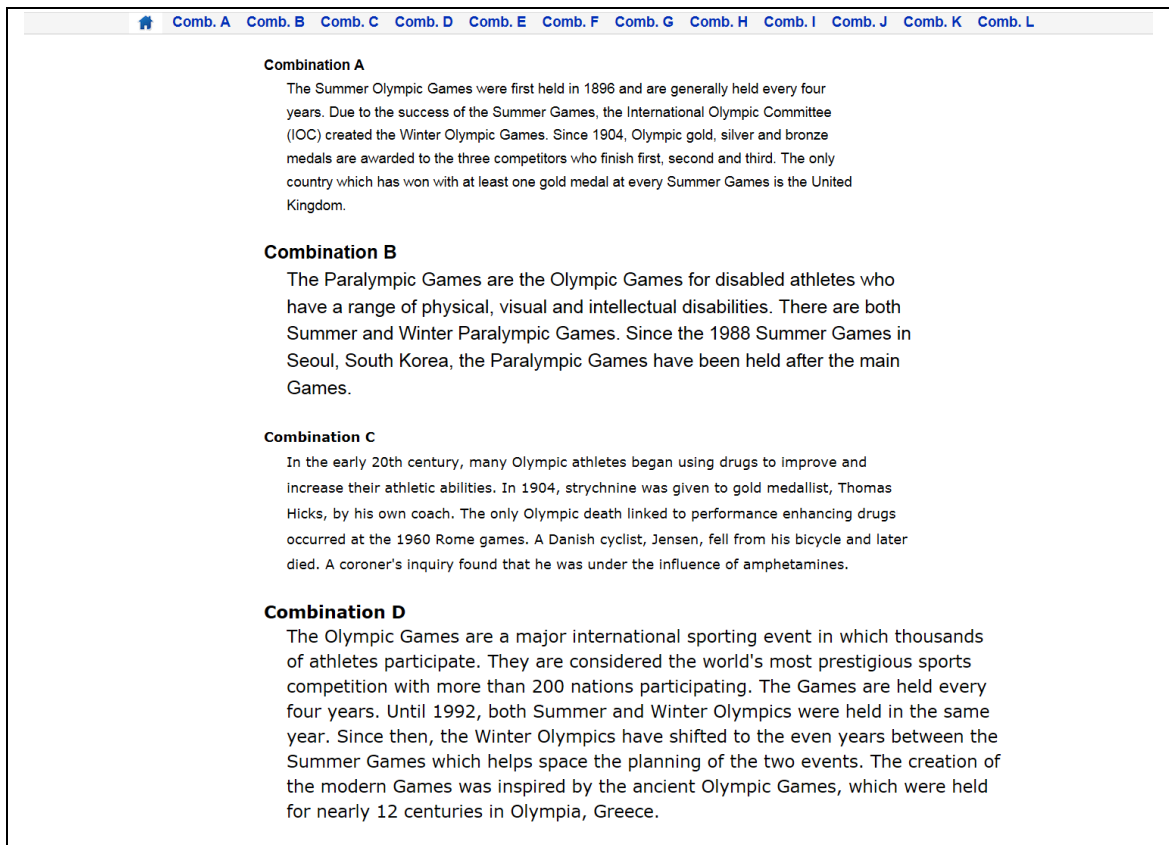 Comb. A Comb. B Comb. C Comb. D Comb. E Comb. F Comb. G Comb. H Comb. I Comb. J Comb. K Comb. L
Combination A
The Summer Olympic Games were first held in 1896 and are generally held every four
years. Due to the success of the Summer Games, the International Olympic Committee
(IOC) created the Winter Olympic Games. Since 1904, Olympic gold, silver and bronze
medals are awarded to the three competitors who finish first, second and third. The only
country which has won with at least one gold medal at every Summer Games is the United
Kingdom.
Combination B
The Paralympic Games are the Olympic Games for disabled athletes who
have a range of physical, visual and intellectual disabilities. There are both
Summer and Winter Paralympic Games. Since the 1988 Summer Games in
Seoul, South Korea, the Paralympic Games have been held after the main
Games.
Combination C
In the early 20th century, many Olympic athletes began using drugs to improve and
increase their athletic abilities. In 1904, strychnine was given to gold medallist, Thomas
Hicks, by his own coach. The only Olympic death linked to performance enhancing drugs
occurred at the 1960 Rome games. A Danish cyclist, Jensen, fell from his bicycle and later
died. A coroner's inquiry found that he was under the influence of amphetamines.
Combination D
The Olympic Games are a major international sporting event in which thousands
of athletes participate. They are considered the world's most prestigious sports
competition with more than 200 nations participating. The Games are held every
four years. Until 1992, both Summer and Winter Olympics were held in the same
year. Since then, the Winter Olympics have shifted to the even years between the
Summer Games which helps space the planning of the two events. The creation of
the modern Games was inspired by the ancient Olympic Games, which were held
for nearly 12 centuries in Olympia, Greece.